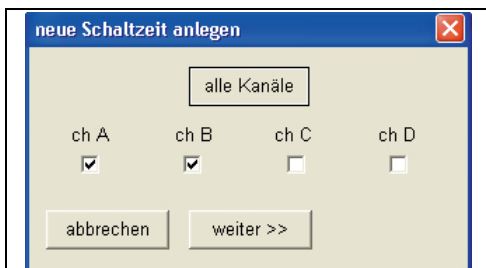 neue Schaltzeit anlegen
alle Kanäle
ch A ch B ch C ch D
abbrechen weiter >>